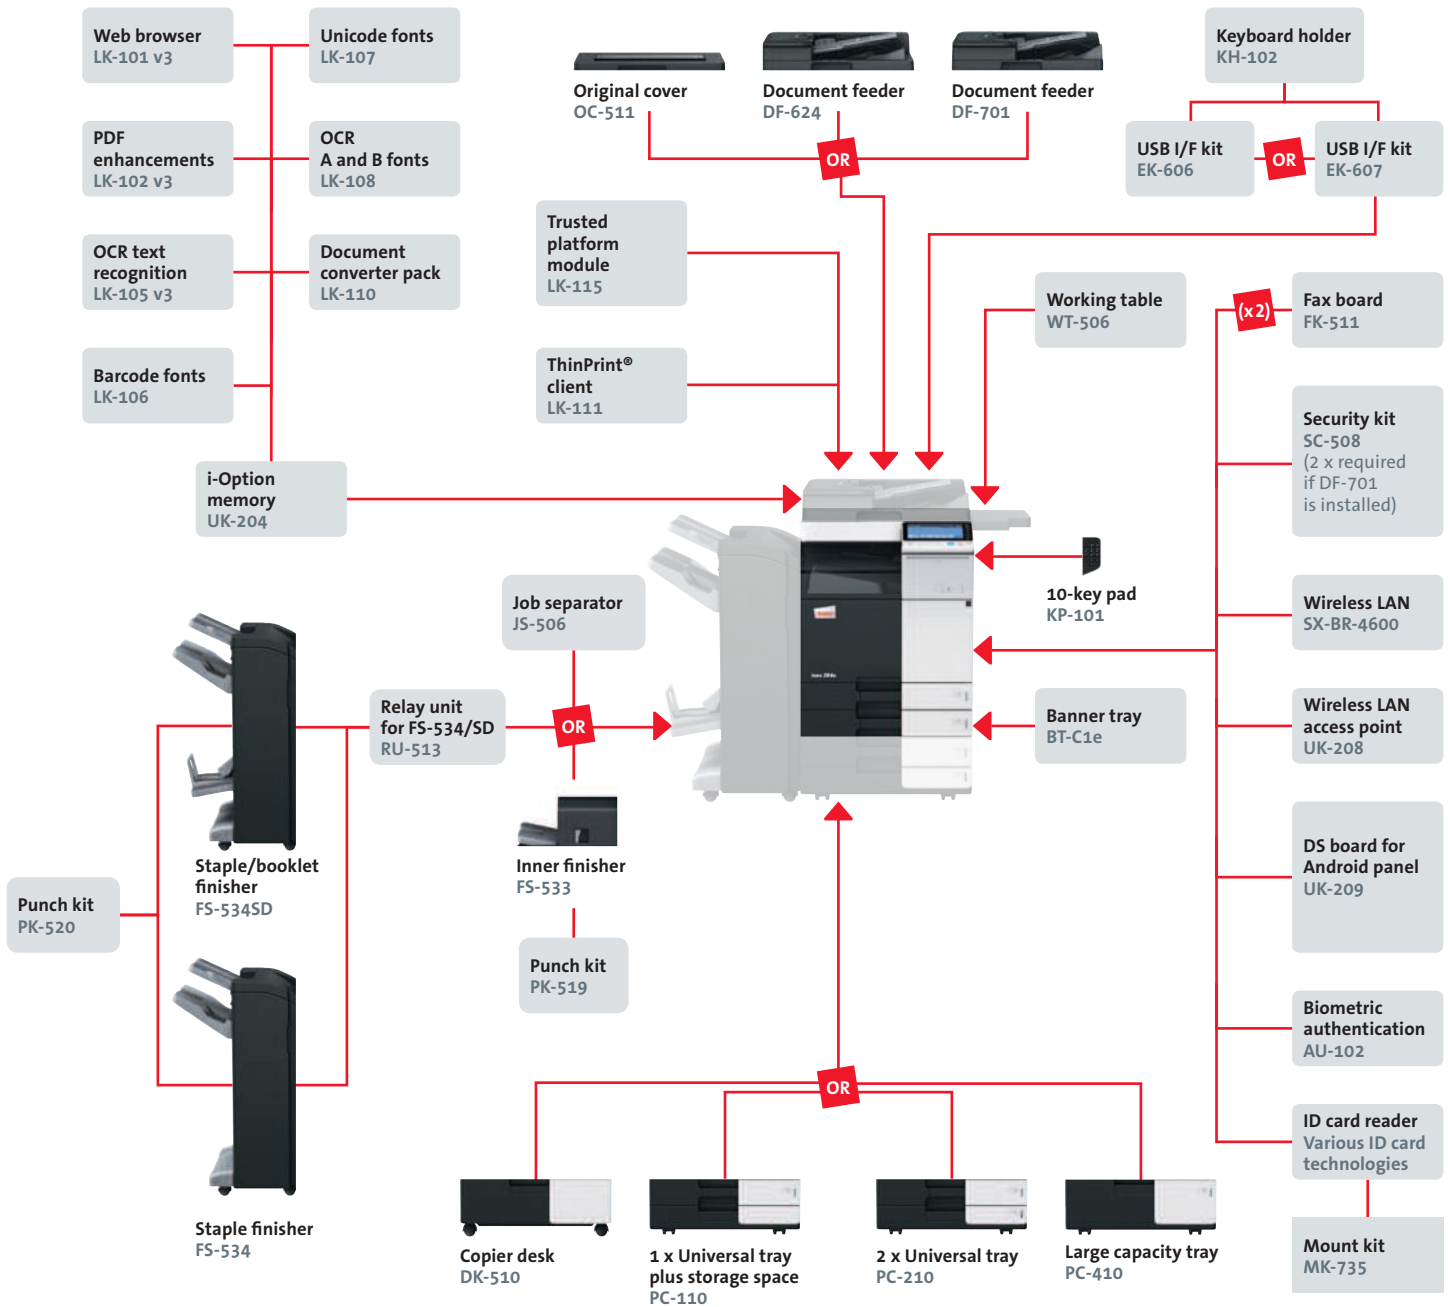 Web browser
LK-101 v3
Unicode fonts
LK-107
PDF
enhancements
LK-102 v3
OCR
A and B fonts
LK-108
OCR text
recognition
LK-105 v3
Document
converter pack
LK-110
Barcode fonts
LK-106
i-Option
memory
UK-204
Original cover
OC-511
Document feeder
DF-624
Document feeder
DF-701
OR
Trusted
platform
module
LK-115
ThinPrint®
client
LK-111
Keyboard holder
KH-102
USB I/F kit
EK-606
OR
USB I/F kit
EK-607
Working table
WT-506
(x2)
Fax board
FK-511
Security kit
SC-508
(2 x required
if DF-701
is installed)
10-key pad
KP-101
Wireless LAN
SX-BR-4600
Banner tray
BT-C1e
Wireless LAN
access point
UK-208
DS board for
Android panel
UK-209
Biometric
authentication
AU-102
ID card reader
Various ID card
technologies
Mount kit
MK-735
Job separator
JS-506
Relay unit
for FS-534/SD
RU-513
OR
Inner finisher
FS-533
Punch kit
PK-519
Staple/booklet
finisher
FS-534SD
Punch kit
PK-520
Staple finisher
FS-534
OR
Copier desk
DK-510
1 x Universal tray
plus storage space
PC-110
2 x Universal tray
PC-210
Large capacity tray
PC-410